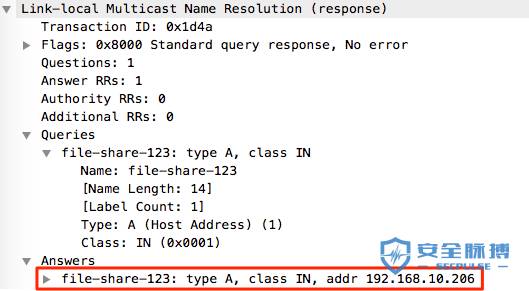 Link-local Multicast Name Resolution (response)
Transaction ID: 0x1d4a
Flags: 0x8000 Standard query response, No error
Questions: 1
Answer RRs: 1
Authority RRs: 0
Additional RRs: 0
Queries
file-share-123: type A, class IN
Name: file-share-123
[Name Length: 14]
[Label Count: 1]
Type: A (Host Address) (1)
Class: IN (0x0001)
Answers
file-share-123: type A, class IN, addr 192.168.10.206
安全脉搏
SECPULSE